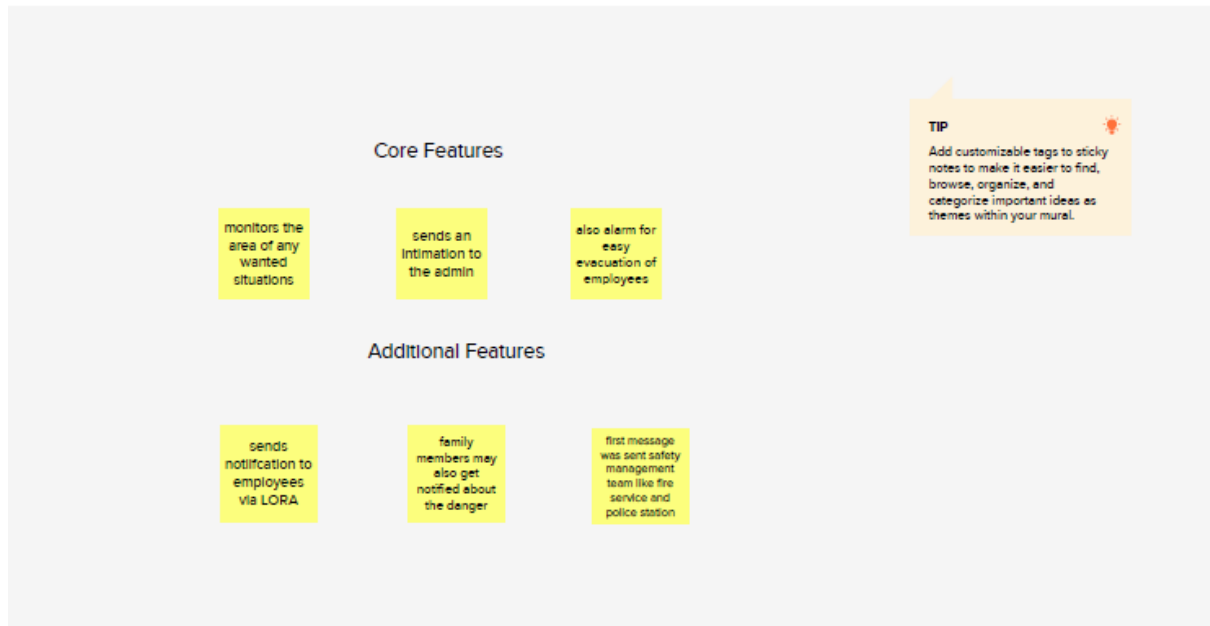 Core Features
monitors the
area of any
wanted
situations
sends an
intimation to
the admin
also alarm for
easy
evacuation of
employees
Additional Features
sends
notiifcation to
employees
via LORA
family
members may
also get
notified about
the danger
first message
was sent safety
management
team like fire
service and
police station
TIP
Add customizable tags to sticky
notes to make it easier to find,
browse, organize, and
categorize important ideas as
themes within your mural.